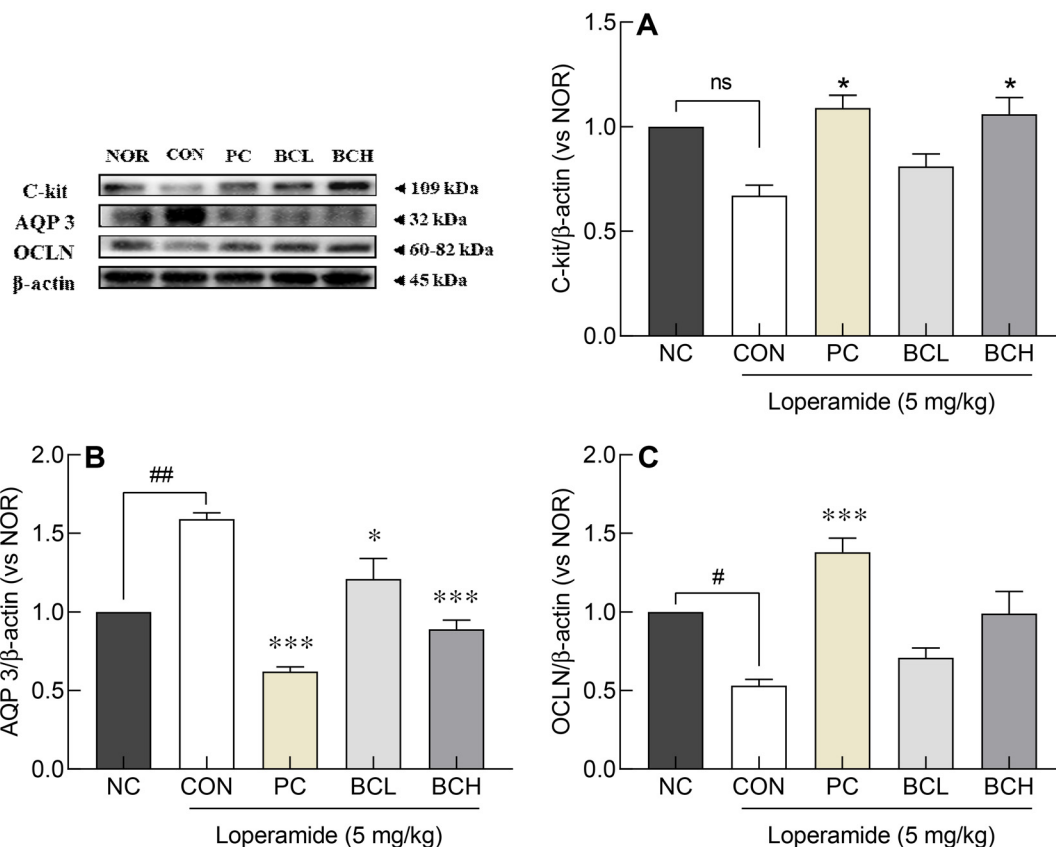 NOR CON PC BCL BCH
C-kit ◄109 kDa
AQP 3 ◄32 kDa
OCLN ◄60-82 kDa
β-actin ◄45 kDa
A
C-kit/β-actin (vs NOR)
1.5
1.0
0.5
0.0
ns
*
*
NC CON PC BCL BCH
Loperamide (5 mg/kg)
B
AQP 3/β-actin (vs NOR)
2.0
1.5
1.0
0.5
0.0
##
***
*
***
NC CON PC BCL BCH
Loperamide (5 mg/kg)
C
OCLN/β-actin (vs NOR)
2.0
1.5
1.0
0.5
0.0
#
***
NC CON PC BCL BCH
Loperamide (5 mg/kg)